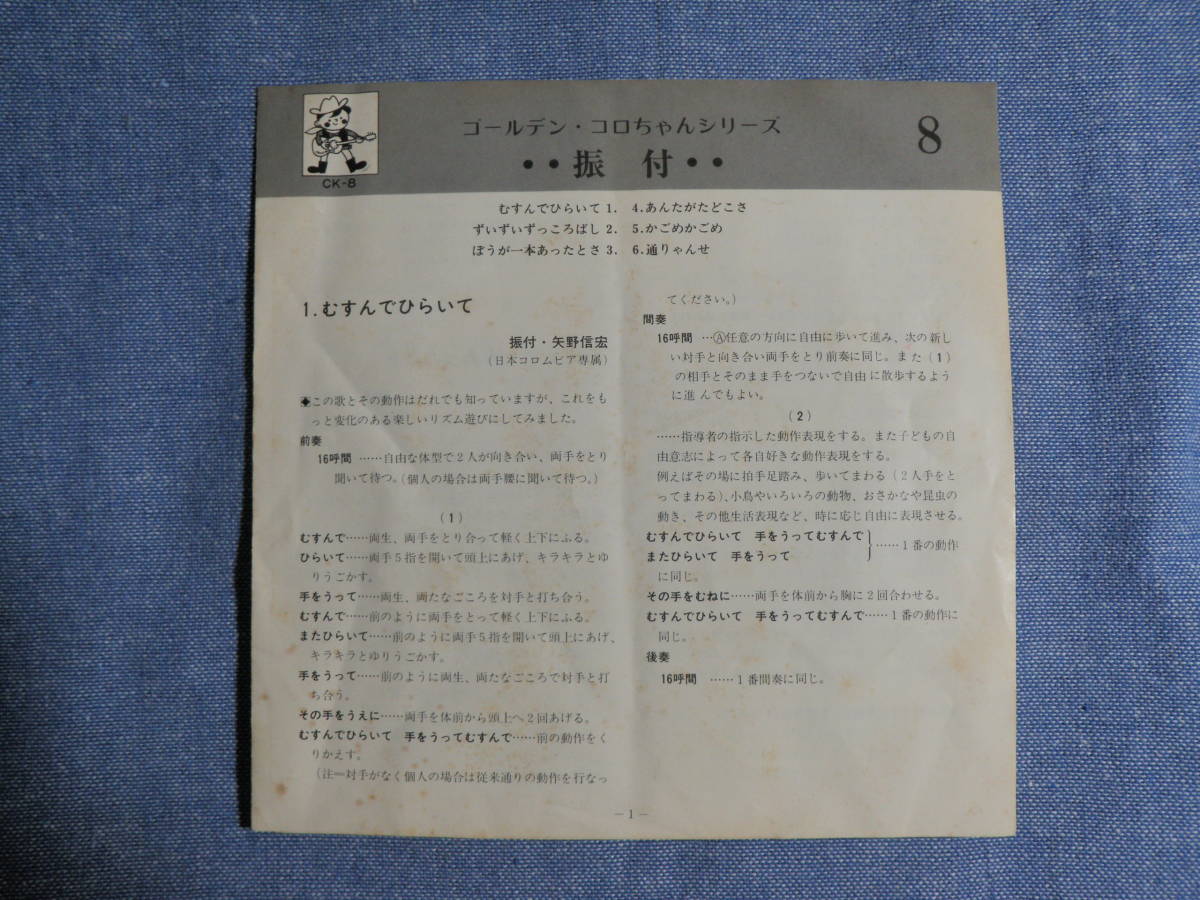 ゴールデン・コロちゃんシリーズ
8
・・振 付・・
CK-8
むすんでひらいて 1.
ずいずいずっころばし 2.
ぼうが一本あったとさ 3.
4.あんたがたどこさ
5.かごめかごめ
6.通りゃんせ
1.むすんでひらいて
振付・矢野信宏
(日本コロムビア専属)
この歌とその動作はだれでも知っていますが、これをも
っと変化のある楽しいリズム遊びにしてみました。
前奏
16呼間 ……自由な体型で2人が向き合い、両手をとり
開いて待つ。(個人の場合は両手腰に開いて待つ。)
(1)
むすんで……両生、両手をとり合って軽く上下にふる。
ひらいて……両手5指を開いて頭上にあげ、キラキラとゆ
りうごかす。
手をうって……両生、両たなごころを対手と打ち合う。
むすんで……前のように両手をとって軽く上下にふる。
またひらいて……前のように両手5指を開いて頭上にあげ、
キラキラとゆりうごかす。
手をうって……前のように両生、両たなごころで対手と打
ち合う。
その手をうえに……両手を体前から頭上へ2回あげる。
むすんでひらいて 手をうってむすんで……前の動作をく
りかえす。
(注=対手がなく個人の場合は従来通りの動作を行なっ
てください。)
間奏
16呼間 …Ⓐ任意の方向に自由に歩いて進み、次の新し
い対手と向き合い両手をとり前奏に同じ。また(1)
の相手とそのまま手をつないで自由に散歩するよう
に進んでもよい。
(2)
……指導者の指示した動作表現をする。また子どもの自
由意志によって各自好きな動作表現をする。
例えばその場に拍手足踏み、歩いてまわる(2人手をと
ってまわる)、小鳥やいろいろの動物、おさかなや昆虫の
動き、その他生活表現など、時に応じ自由に表現させる。
むすんでひらいて 手をうってむすんで
またひらいて 手をうって
……1番の動作
に同じ。
その手をむねに……両手を体前から胸に2回合わせる。
むすんでひらいて 手をうってむすんで……1番の動作に
同じ。
後奏
16呼間 ……1番間奏に同じ。
－1－